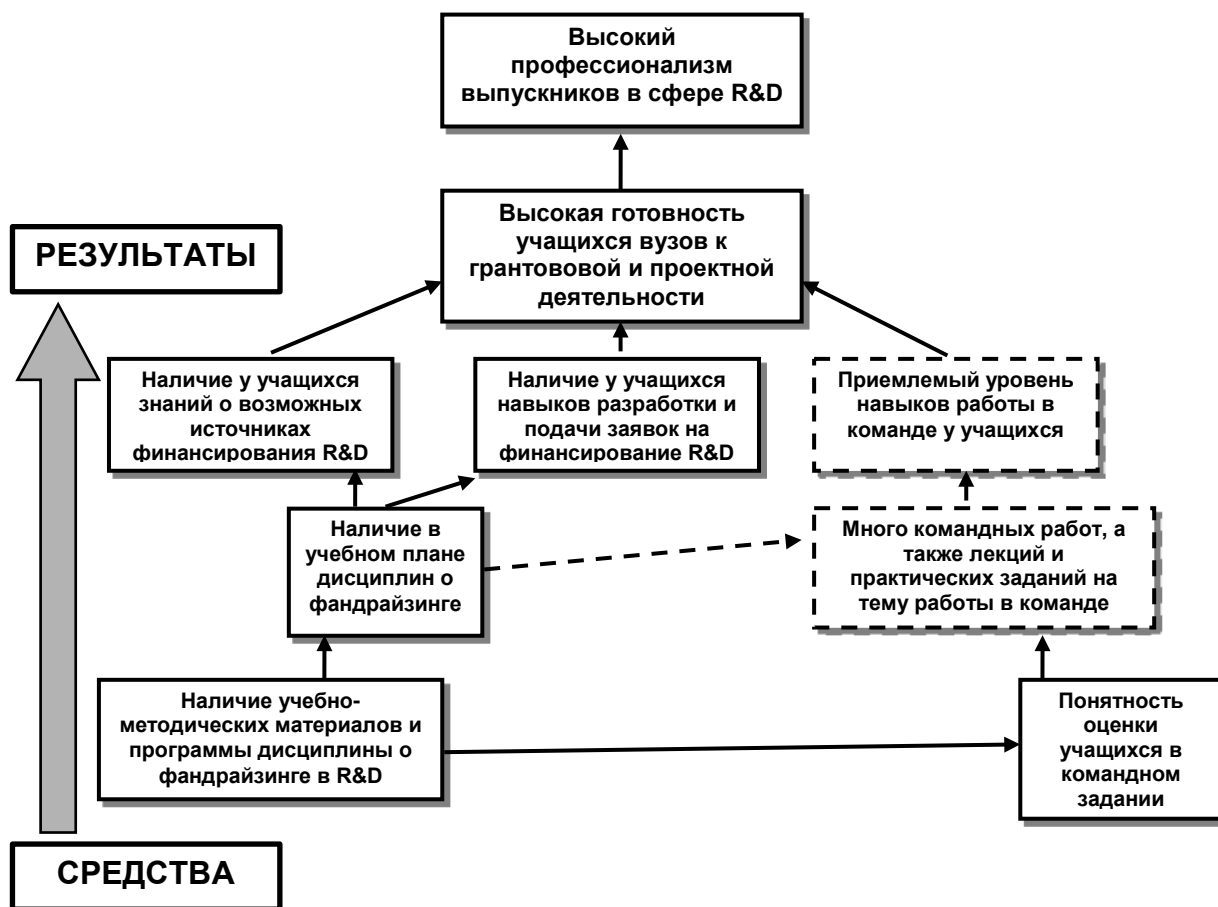 Высокий
профессионализм
выпускников в сфере R&D
Высокая готовность
учащихся вузов к
грантововой и проектной
деятельности
РЕЗУЛЬТАТЫ
Наличие у учащихся
знаний о возможных
источниках
финансирования R&D
Наличие у учащихся
навыков разработки и
подачи заявок на
финансирование R&D
Приемлемый уровень
навыков работы в
команде у учащихся
Наличие в
учебном плане
дисциплин о
фандрайзинге
Много командных работ, а
также лекций и
практических заданий на
тему работы в команде
Наличие учебно-
методических материалов и
программы дисциплины о
фандрайзинге в R&D
Понятность
оценки
учащихся в
командном
задании
СРЕДСТВА